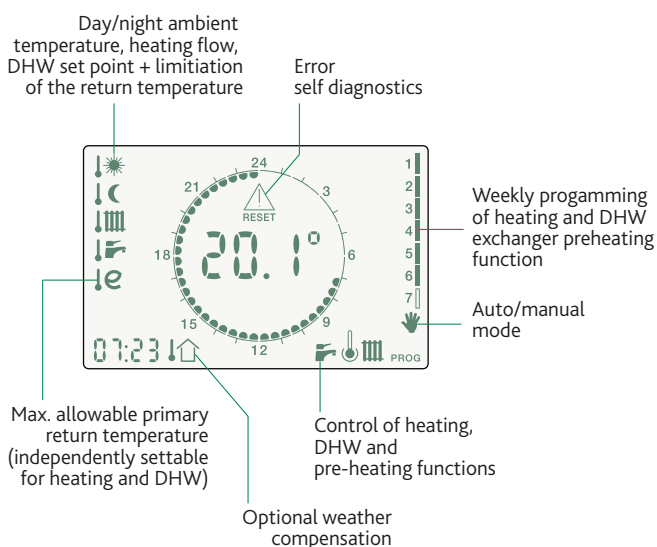 Day/night ambient
temperature, heating flow,
DHW set point + limitiation
of the return temperature
Error
self diagnostics
24
3
6
9
12
15
18
21
RESET
20.1°
1
2
3
4
5
6
7
07:23
PROG
Weekly progamming
of heating and DHW
exchanger preheating
function
Auto/manual
mode
Max. allowable primary
return temperature
(independently settable
for heating and DHW)
Control of heating,
DHW and
pre-heating functions
Optional weather
compensation